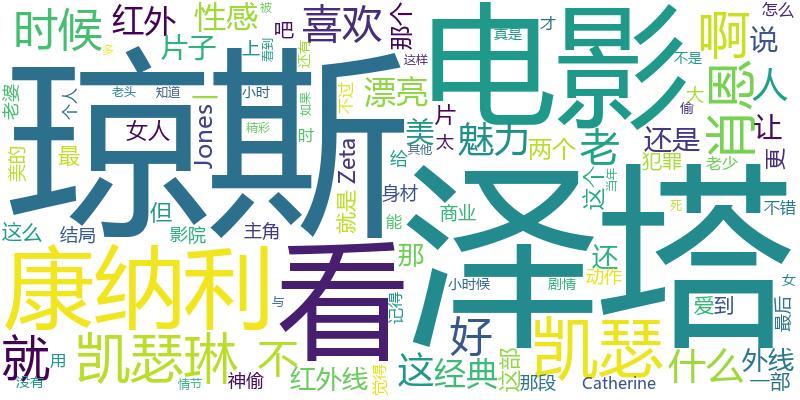 琼斯
电影
泽塔
看
康纳利
凯瑟琳
凯瑟
肖恩
就
不
好
这
经典
什么
喜欢
时候
红外
性感
片子
上
吧
那个
啊
说
人
让
更
漂亮
片
太
美
魅力
两个
老
还是
犯罪
老少
大
偷
才
真是
不是
怎么
被
看到
还有
这样
多
老头
知道
小时
如果
老婆
个人
一
女人
Jones
精彩
时
不过
Zeta
给
其他
美的
最
但
就是
身材
能
商业
这个
当年
死
不错
这么
结局
影院
主角
那
还
动作
爱
到
女
最后
小时候
剧情
记得
与
用
没有
情节
神偷
红外线
觉得
这部
那段
Catherine
外线
一部